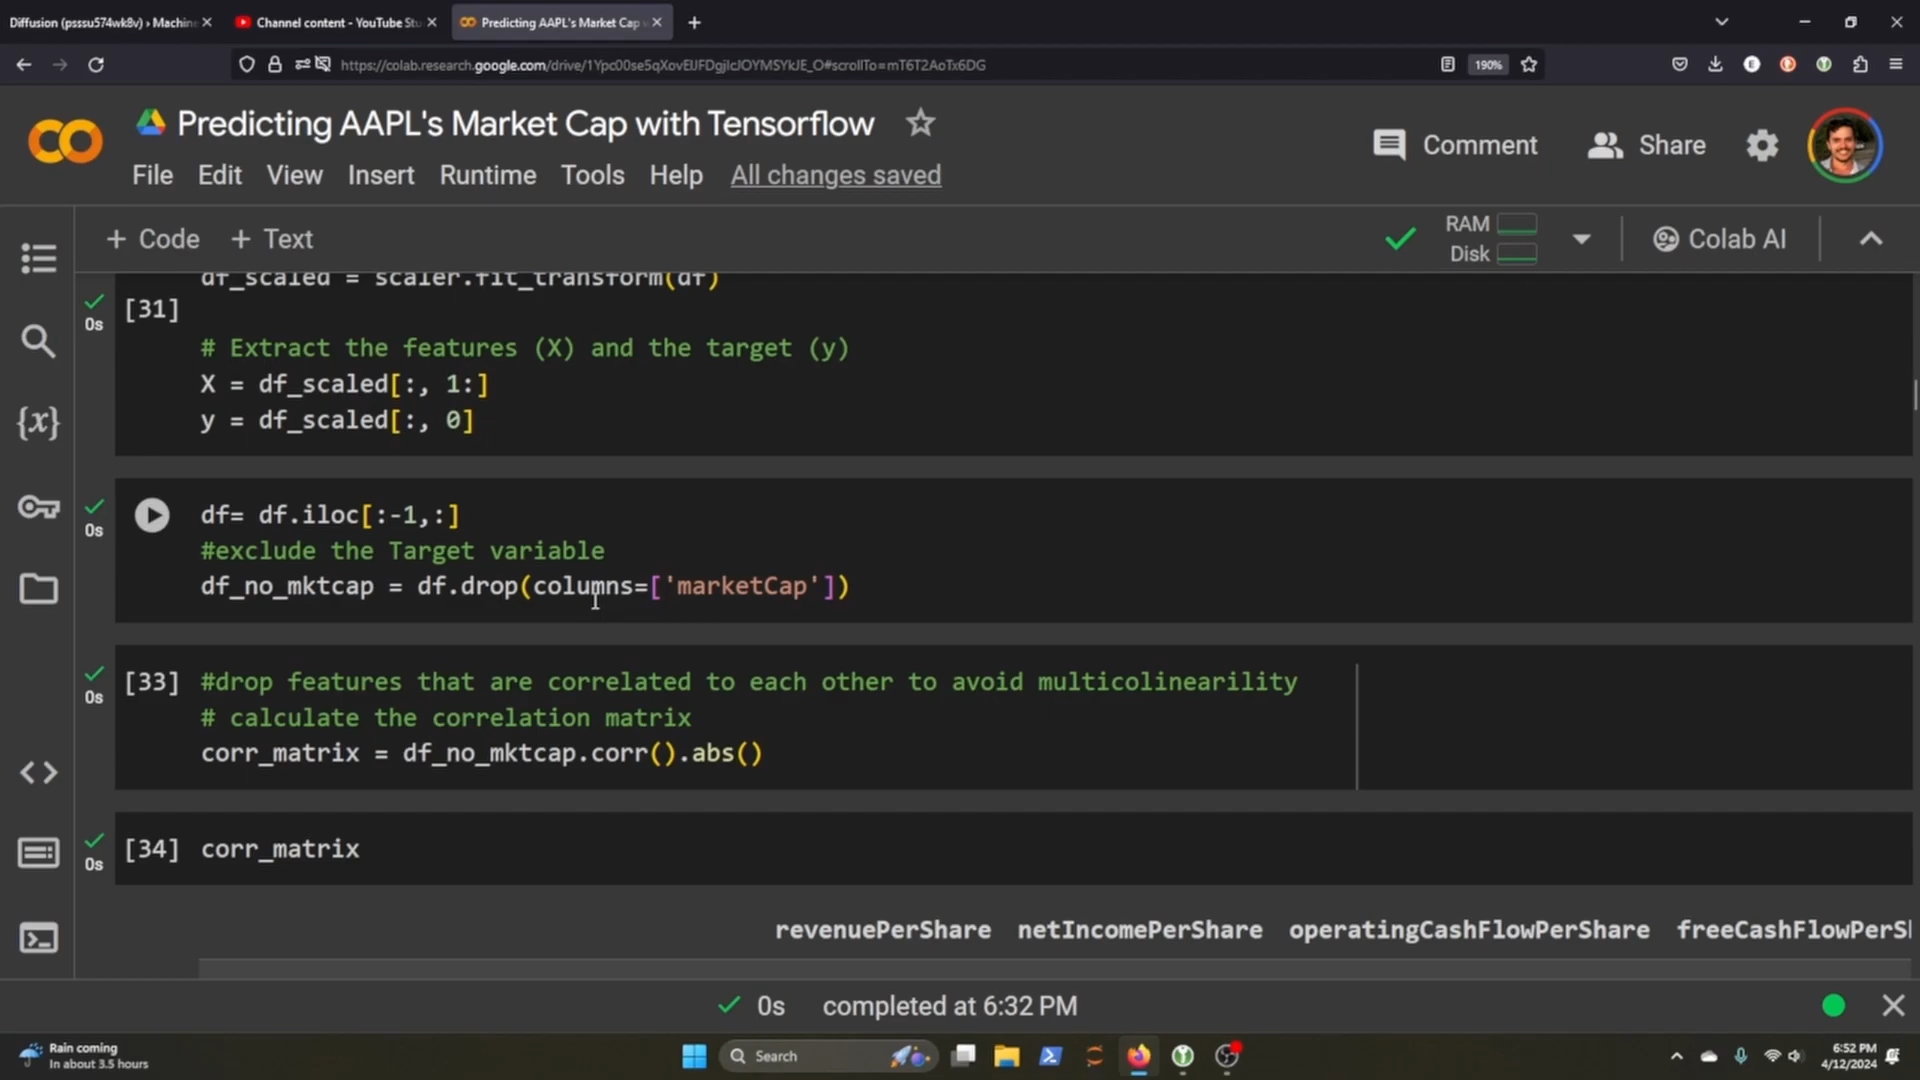 Diffusion (psssu574wk8v) › Machine
Channel content - YouTube Stu
Predicting AAPL's Market Cap w
https://colab.research.google.com/drive/1Ypc00se5qXovEIJFDgjIcJOYMSYkJE_O#scrollTo=mT6T2AoTx6DG
190%
Predicting AAPL's Market Cap with Tensorflow
Comment
Share
File Edit View Insert Runtime Tools Help All changes saved
+ Code + Text
RAM
Disk
Colab AI
df_scaled = scaler.fit_transform(df)
[31]
0s
# Extract the features (X) and the target (y)
X = df_scaled[:, 1:]
y = df_scaled[:, 0]
df= df.iloc[:-1,:]
0s
#exclude the Target variable
df_no_mktcap = df.drop(columns=['marketCap'])
[33] #drop features that are correlated to each other to avoid multicolinearility
0s
# calculate the correlation matrix
corr_matrix = df_no_mktcap.corr().abs()
[34] corr_matrix
0s
revenuePerShare netIncomePerShare operatingCashFlowPerShare freeCashFlowPerSl
0s completed at 6:32 PM
Rain coming
In about 3.5 hours
Search
6:52 PM
4/12/2024